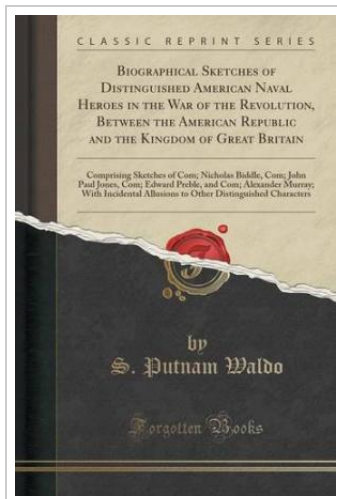 CLASSIC REPRINT SERIES
BIOGRAPHICAL SKETCHES OF
DISTINGUISHED AMERICAN NAVAL
HEROES IN THE WAR OF THE REVOLUTION,
BETWEEN THE AMERICAN REPUBLIC
AND THE KINGDOM OF GREAT BRITAIN
Comprising Sketches of Com; Nicholas Biddle, Com; John
Paul Jones, Com; Edward Preble, and Com; Alexander Murray;
With Incidental Allusions to Other Distinguished Characters
F
by
S. Putnam Waldo
Forgotten Books